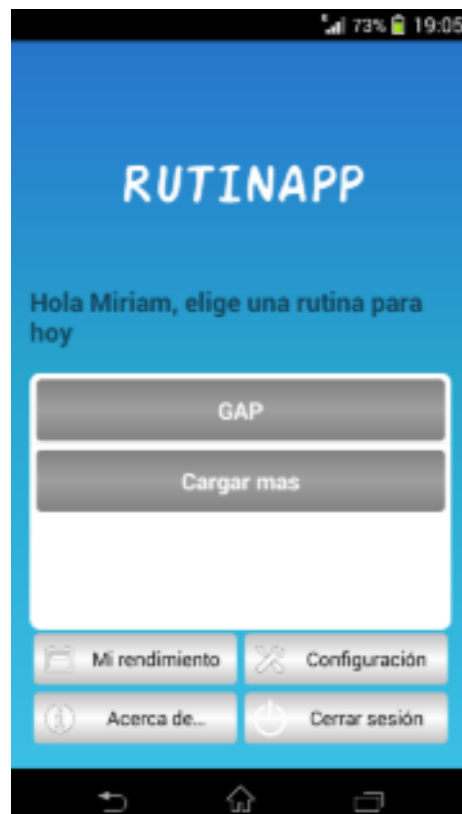 73% 19:05
RUTINAPP
Hola Miriam, elige una rutina para
hoy
GAP
Cargar mas
Mi rendimiento
Configuración
Acerca de...
Cerrar sesión